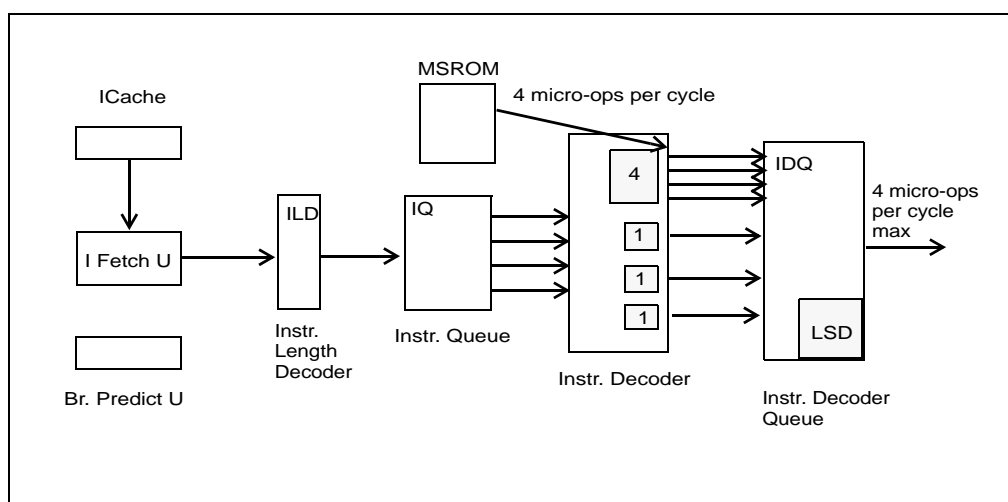 MSROM
ICache
4 micro-ops per cycle
4
IDQ
4 micro-ops
per cycle
max
ILD
IQ
1
I Fetch U
1
1
LSD
Instr.
Length
Decoder
Instr. Queue
Instr. Decoder
Br. Predict U
Instr. Decoder
Queue